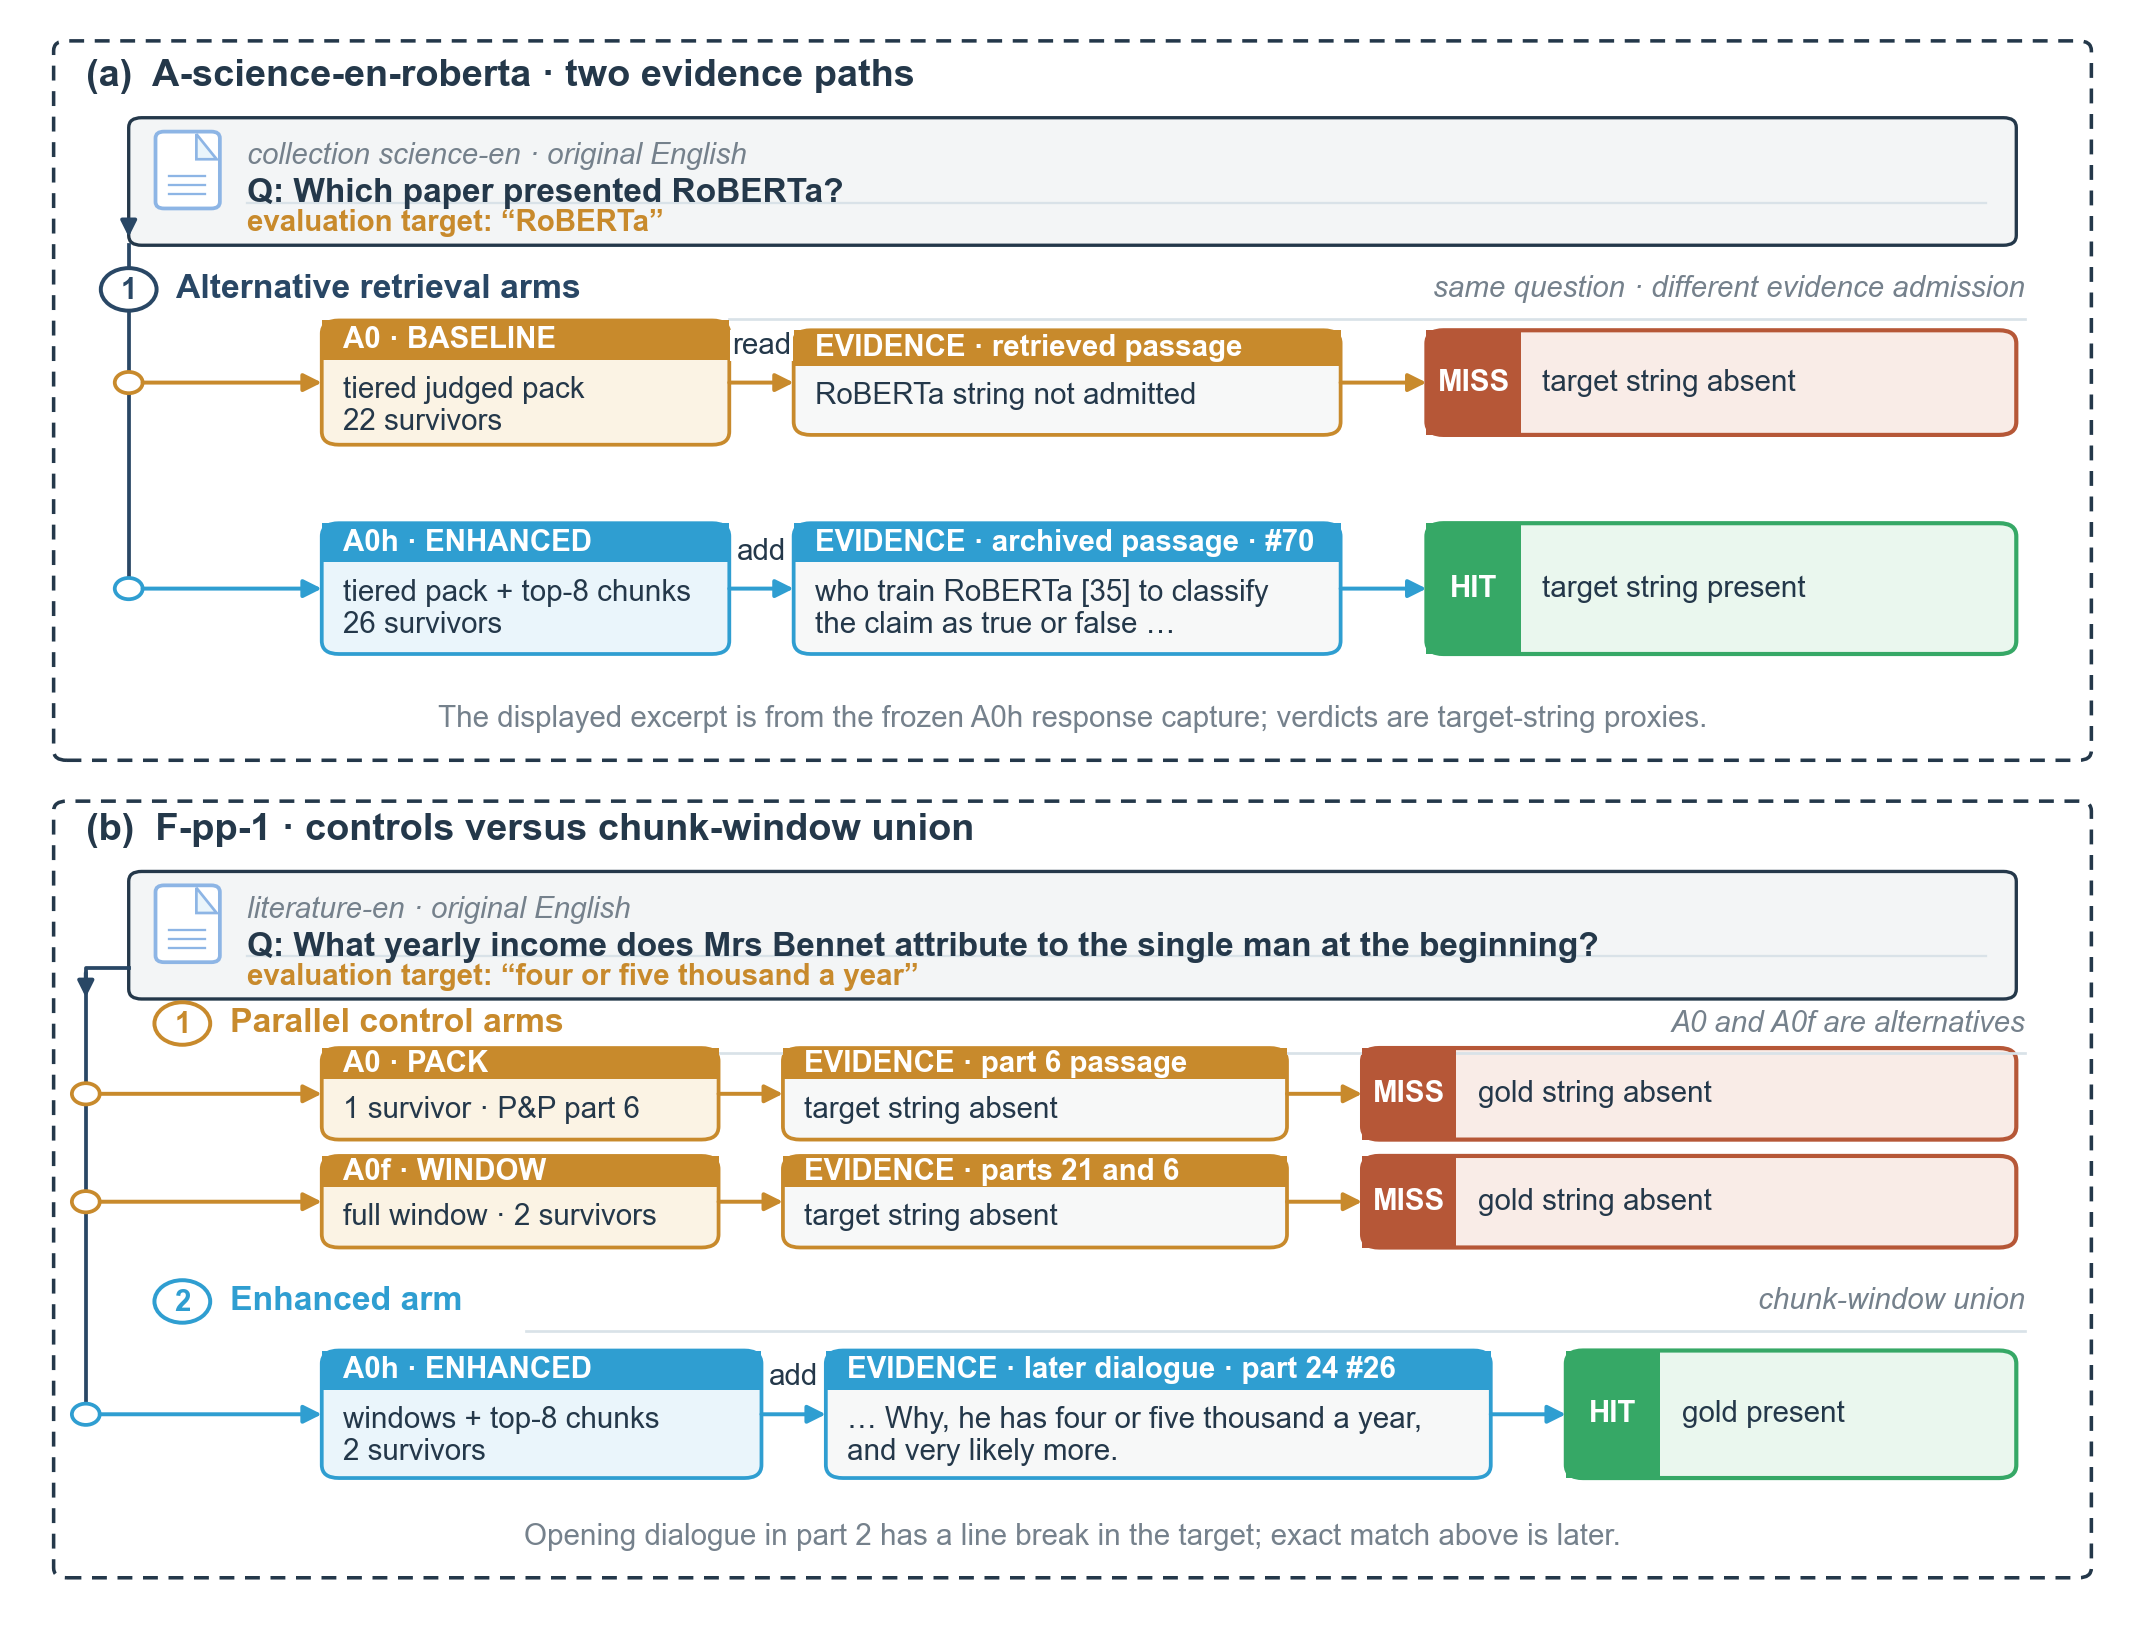 (a) A-science-en-roberta · two evidence paths
collection science-en · original English
Q: Which paper presented RoBERTa?
evaluation target: “RoBERTa”
1 Alternative retrieval arms
same question · different evidence admission
A0 · BASELINE
tiered judged pack
22 survivors
read
EVIDENCE · retrieved passage
RoBERTa string not admitted
MISS
target string absent
A0h · ENHANCED
tiered pack + top-8 chunks
26 survivors
add
EVIDENCE · archived passage · #70
who train RoBERTa [35] to classify
the claim as true or false …
HIT
target string present
The displayed excerpt is from the frozen A0h response capture; verdicts are target-string proxies.
(b) F-pp-1 · controls versus chunk-window union
literature-en · original English
Q: What yearly income does Mrs Bennet attribute to the single man at the beginning?
evaluation target: “four or five thousand a year”
1 Parallel control arms
A0 and A0f are alternatives
A0 · PACK
1 survivor · P&P part 6
EVIDENCE · part 6 passage
target string absent
MISS
gold string absent
A0f · WINDOW
full window · 2 survivors
EVIDENCE · parts 21 and 6
target string absent
MISS
gold string absent
2 Enhanced arm
chunk-window union
A0h · ENHANCED
windows + top-8 chunks
2 survivors
add
EVIDENCE · later dialogue · part 24 #26
… Why, he has four or five thousand a year,
and very likely more.
HIT
gold present
Opening dialogue in part 2 has a line break in the target; exact match above is later.